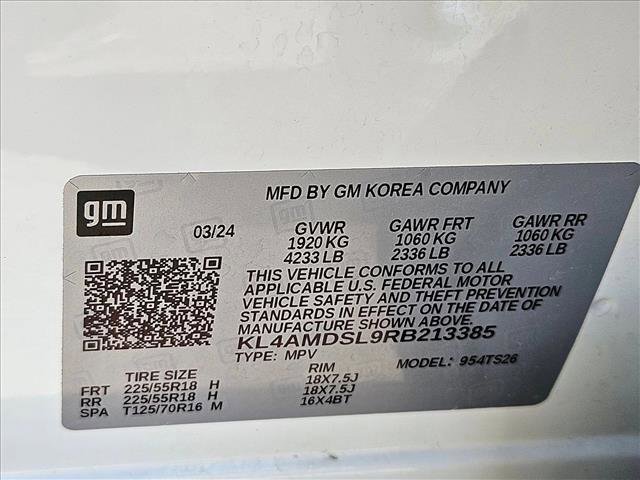 gm
MFD BY GM KOREA COMPANY
03/24 GVWR GAWR FRT GAWR RR
1920 KG 1060 KG 1060 KG
4233 LB 2336 LB 2336 LB
THIS VEHICLE CONFORMS TO ALL
APPLICABLE U.S. FEDERAL MOTOR
VEHICLE SAFETY AND THEFT PREVENTION
STANDARDS IN EFFECT ON THE DATE OF
MANUFACTURE SHOWN ABOVE.
KL4AMDSL9RB213385
TYPE: MPV MODEL: 954TS26
TIRE SIZE RIM
FRT 225/55R18 H 18X7.5J
RR 225/55R18 H 18X7.5J
SPA T125/70R16 M 16X4BT